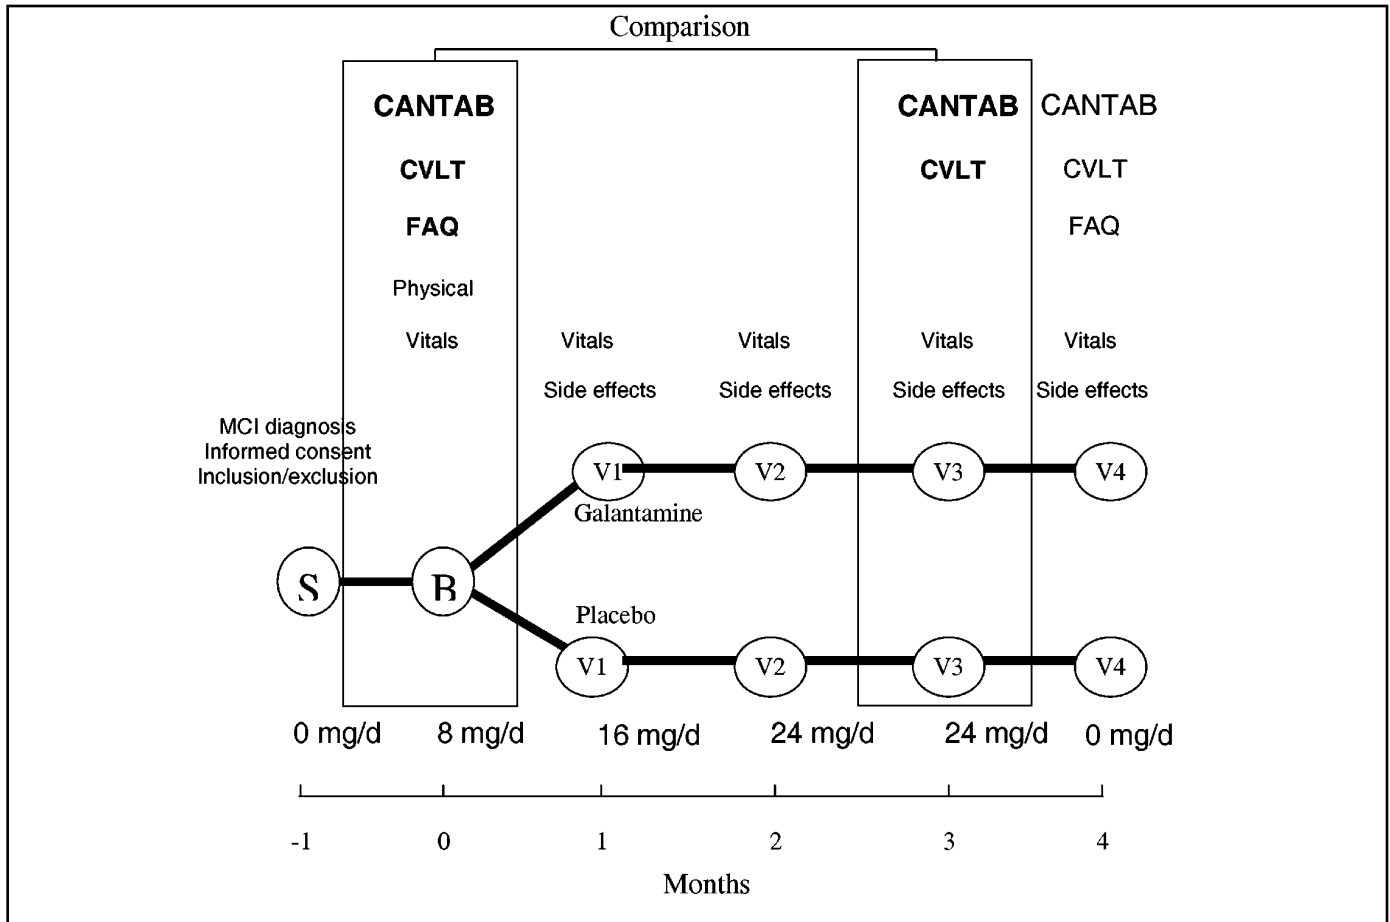 Comparison
CANTAB CANTAB CANTAB
CVLT CVLT CVLT
FAQ FAQ
Physical
Vitals Vitals Vitals Vitals Vitals
Side effects Side effects Side effects Side effects
MCI diagnosis
Informed consent
Inclusion/exclusion
V1 V2 V3 V4
Galantamine
S B
Placebo
V1 V2 V3 V4
0 mg/d 8 mg/d 16 mg/d 24 mg/d 24 mg/d 0 mg/d
-1 0 1 2 3 4
Months